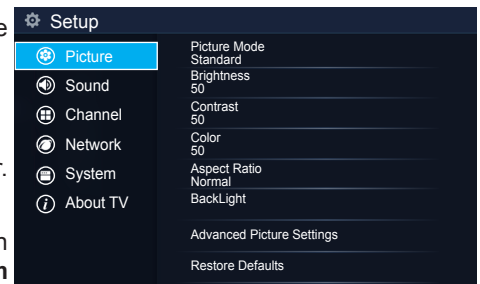 Setup
Picture
Sound
Channel
Network
System
About TV
Picture Mode
Standard
Brightness
50
Contrast
50
Color
50
Aspect Ratio
Normal
BackLight
Advanced Picture Settings
Restore Defaults